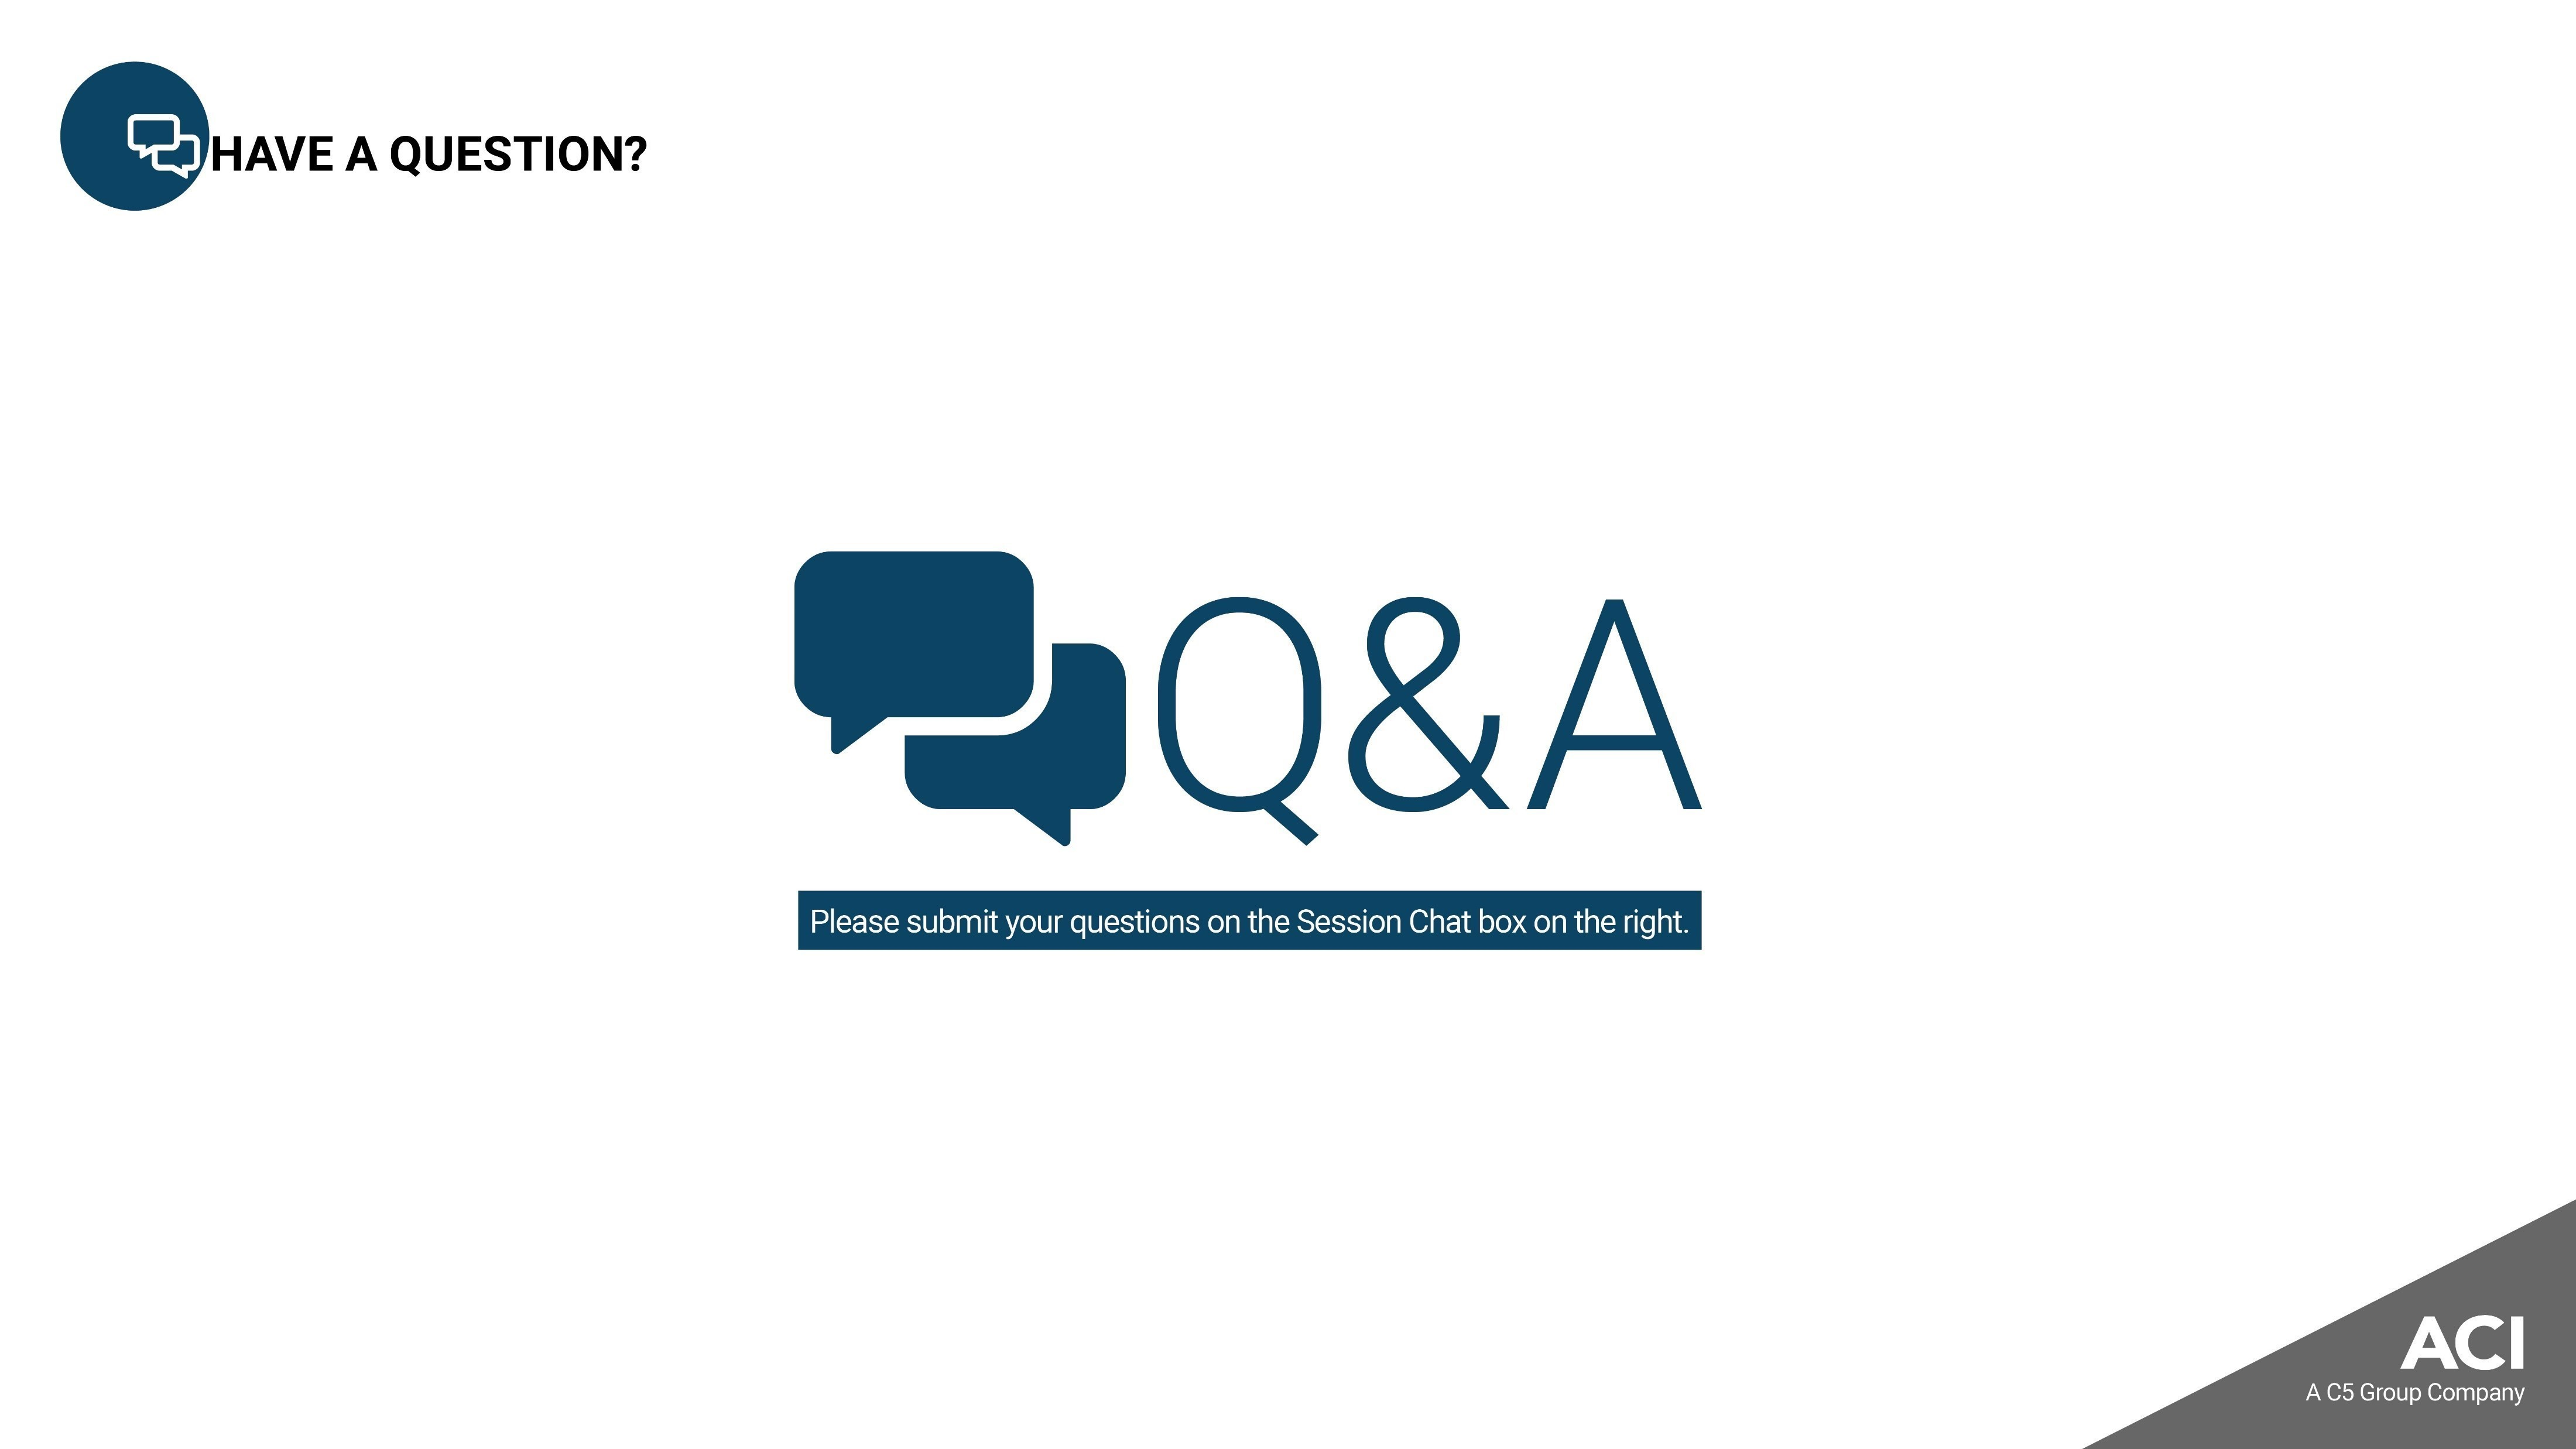 HAVE A QUESTION?
Q&A
Please submit your questions on the Session Chat box on the right.
ACI
A C5 Group Company